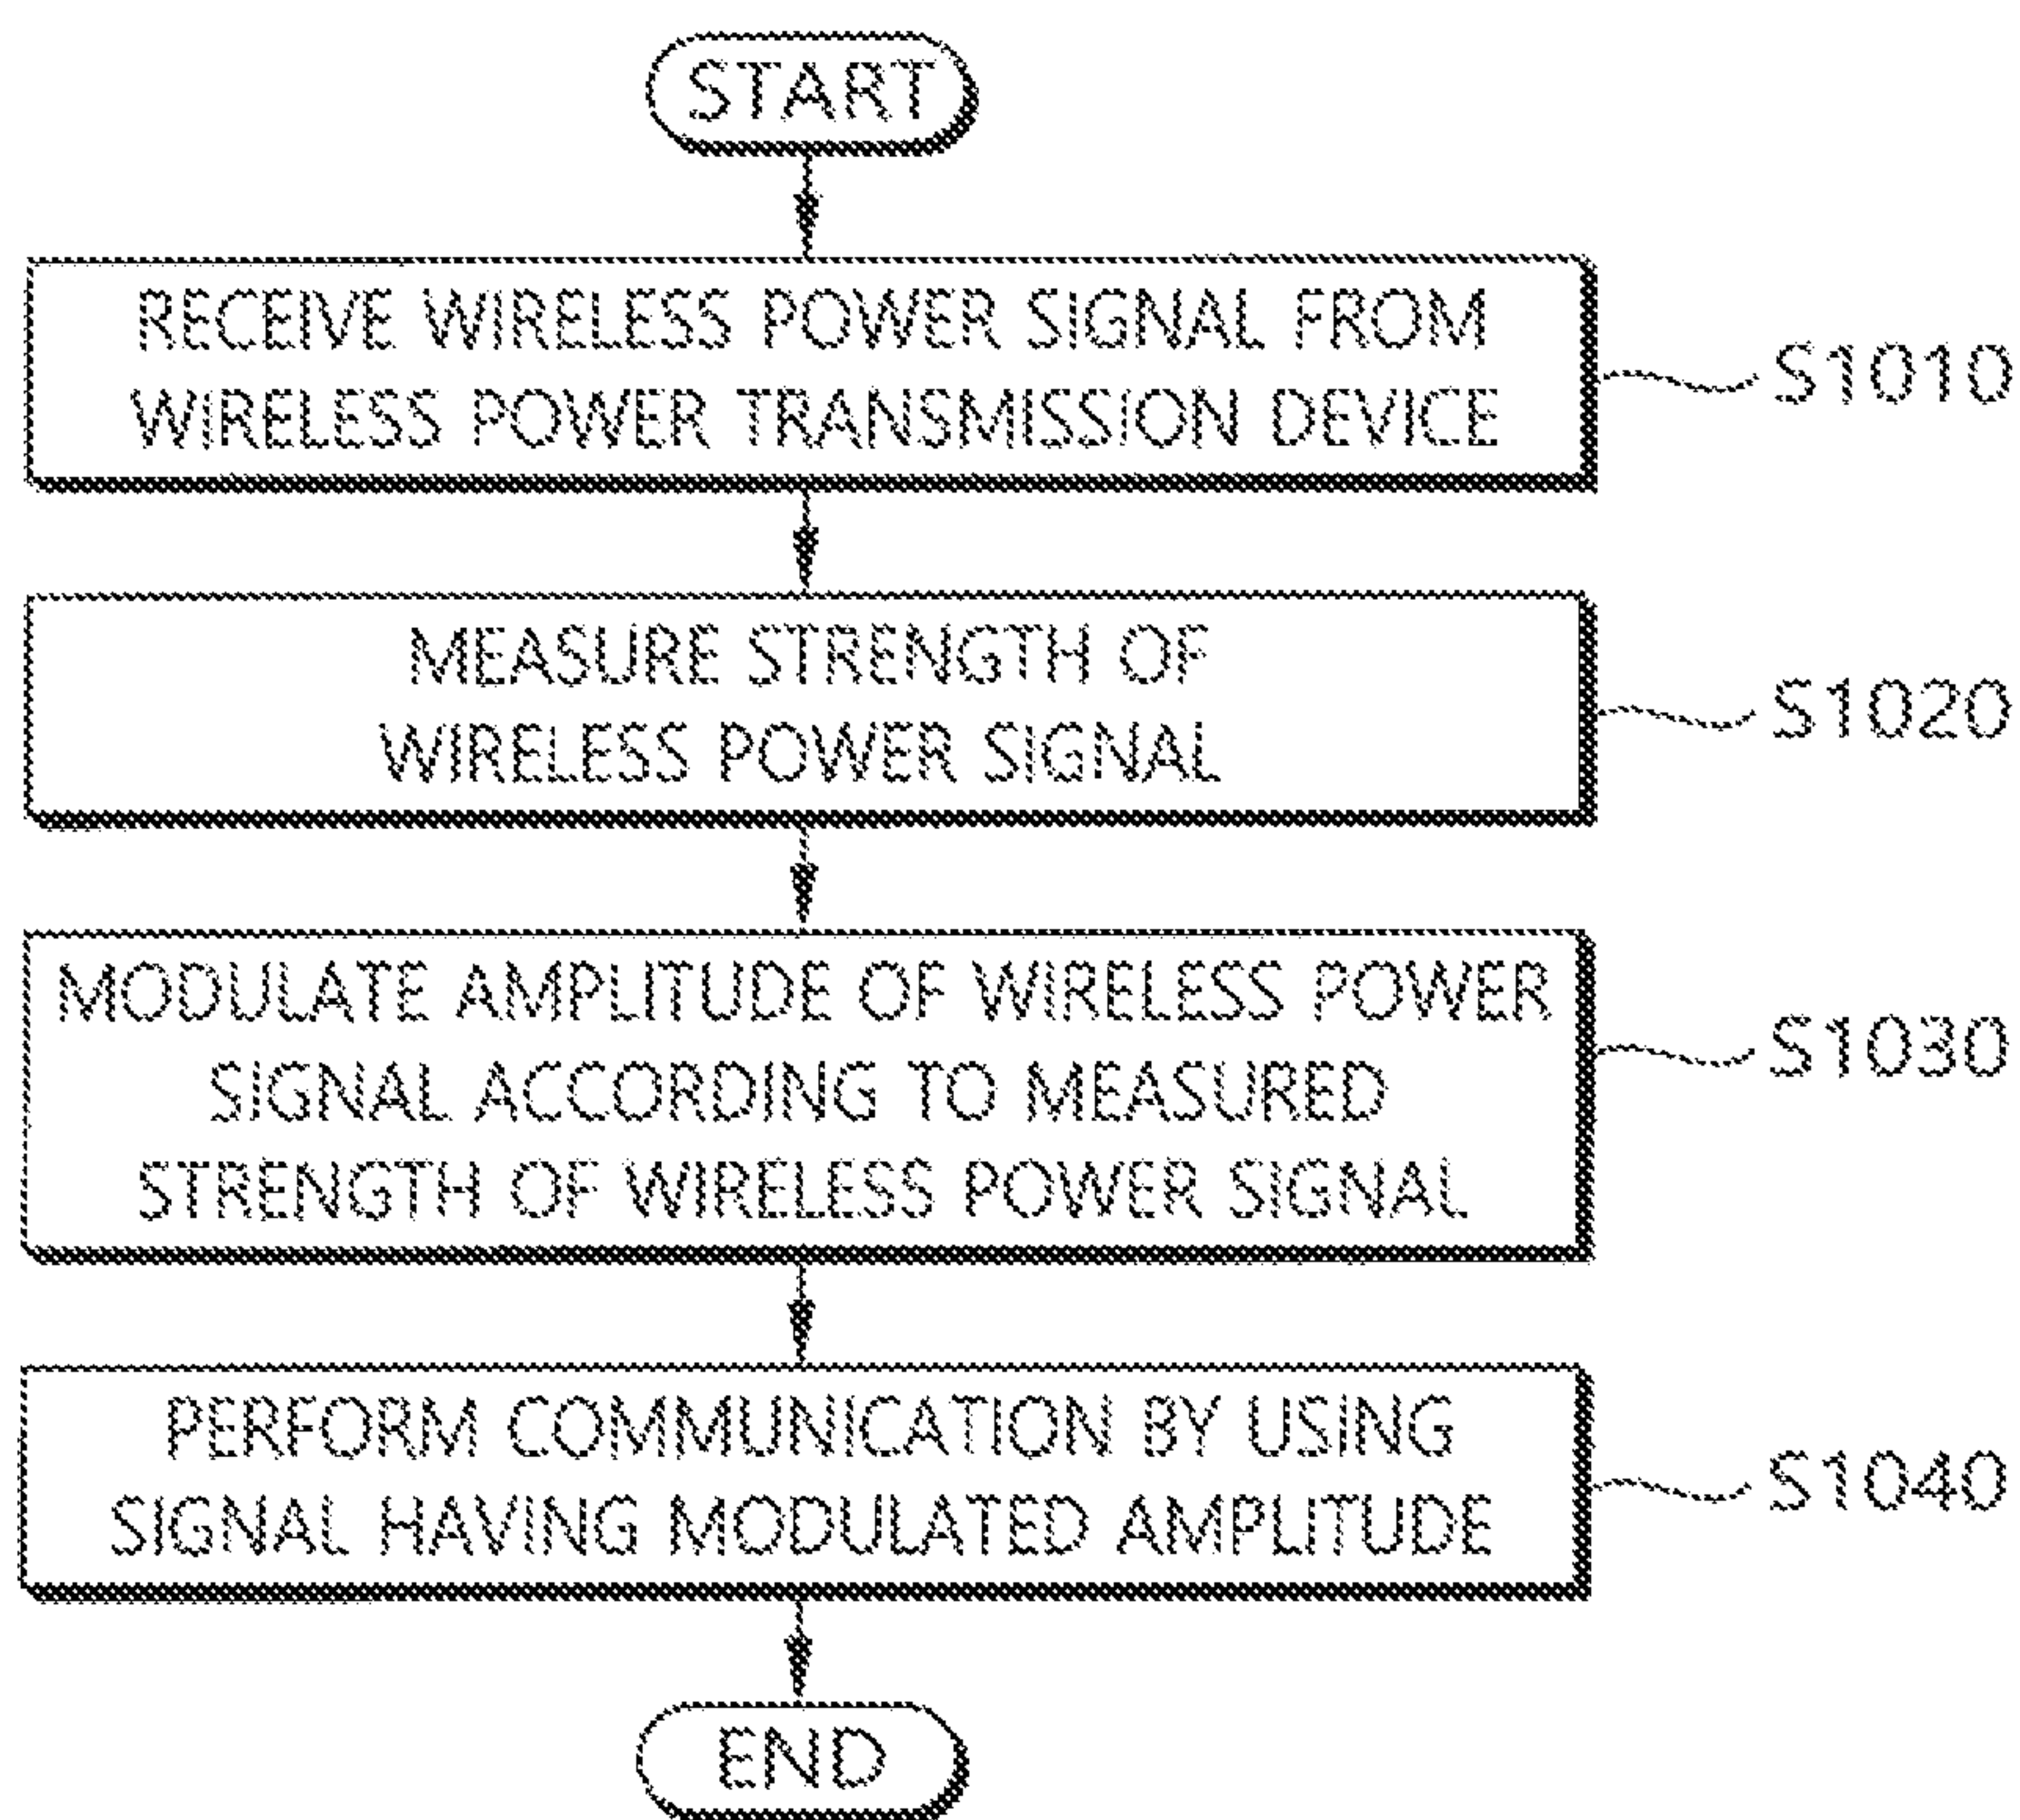 START
RECEIVE WIRELESS POWER SIGNAL FROM
WIRELESS POWER TRANSMISSION DEVICE
S1010
MEASURE STRENGTH OF
WIRELESS POWER SIGNAL
S1020
MODULATE AMPLITUDE OF WIRELESS POWER
SIGNAL ACCORDING TO MEASURED
STRENGTH OF WIRELESS POWER SIGNAL
S1030
PERFORM COMMUNICATION BY USING
SIGNAL HAVING MODULATED AMPLITUDE
S1040
END